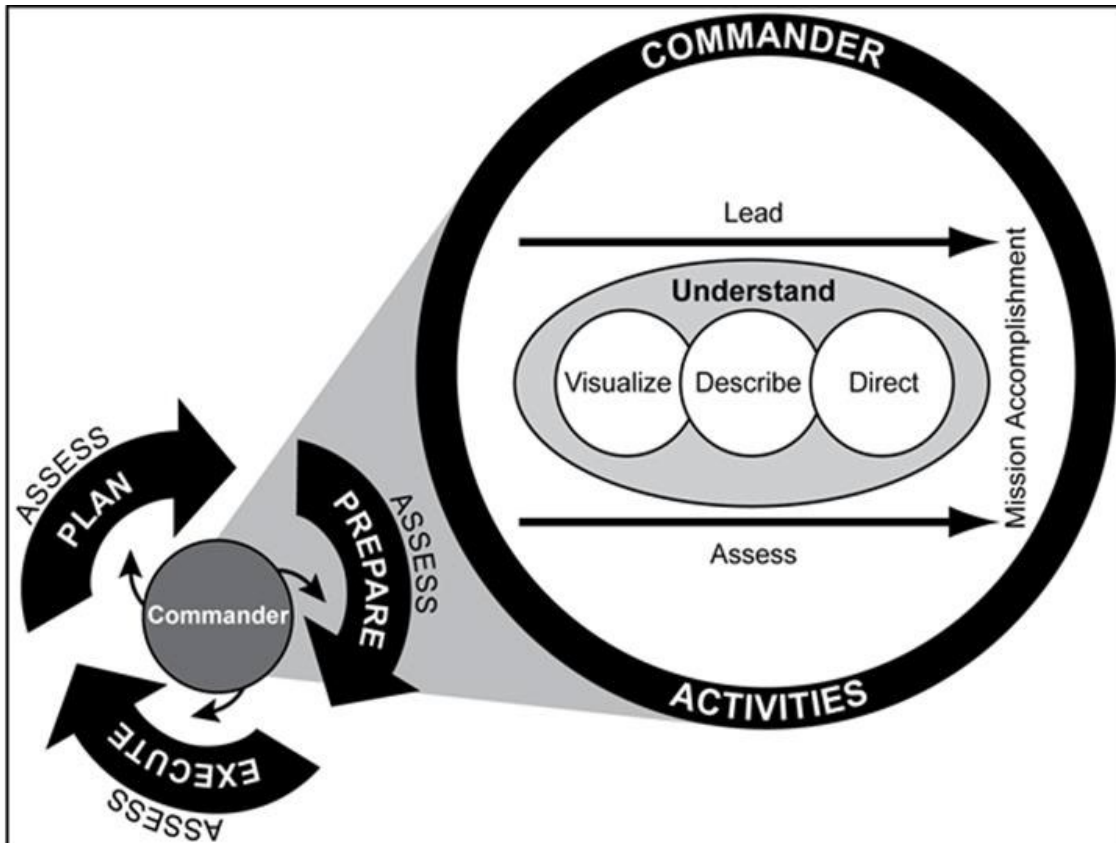 COMMANDER
Lead
Understand
Visualize Describe Direct
Mission Accomplishment
Assess
ACTIVITIES
ASSESS
PLAN
Commander
PREPARE
ASSESS
EXECUTE
ASSESS